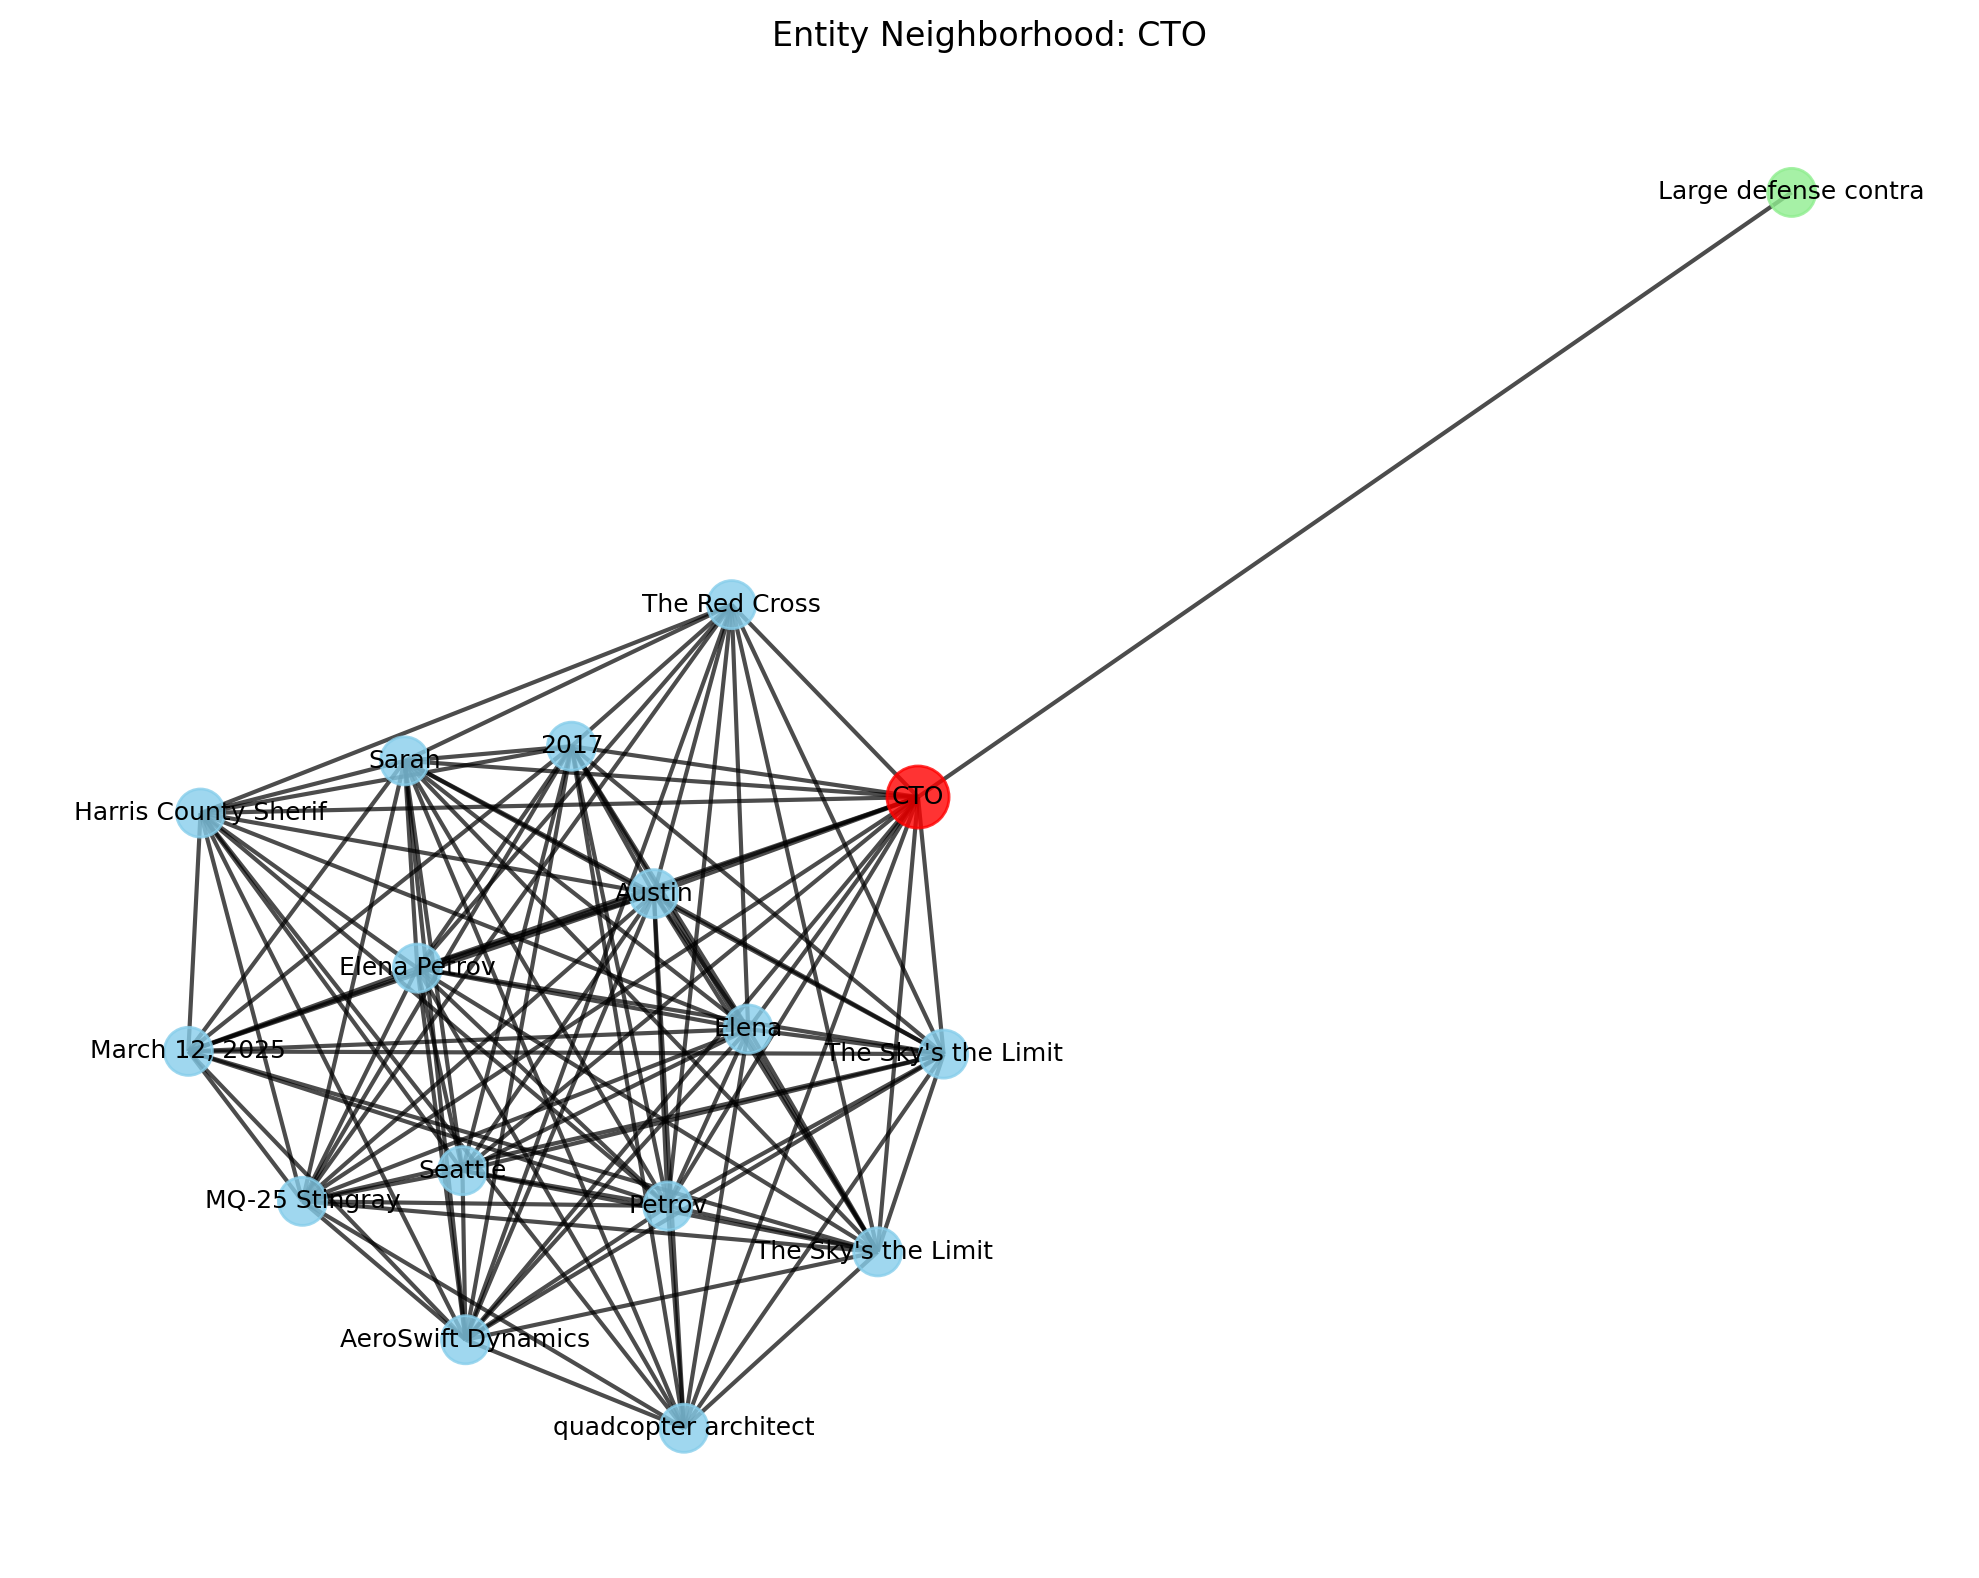 Entity Neighborhood: CTO
Large defense contra
The Red Cross
2017
Sarah
CTO
Harris County Sherif
Austin
Elena Petrov
Elena
March 12, 2025
The Sky's the Limit
Seattle
MQ-25 Stingray
Petrov
The Sky's the Limit
AeroSwift Dynamics
quadcopter architect